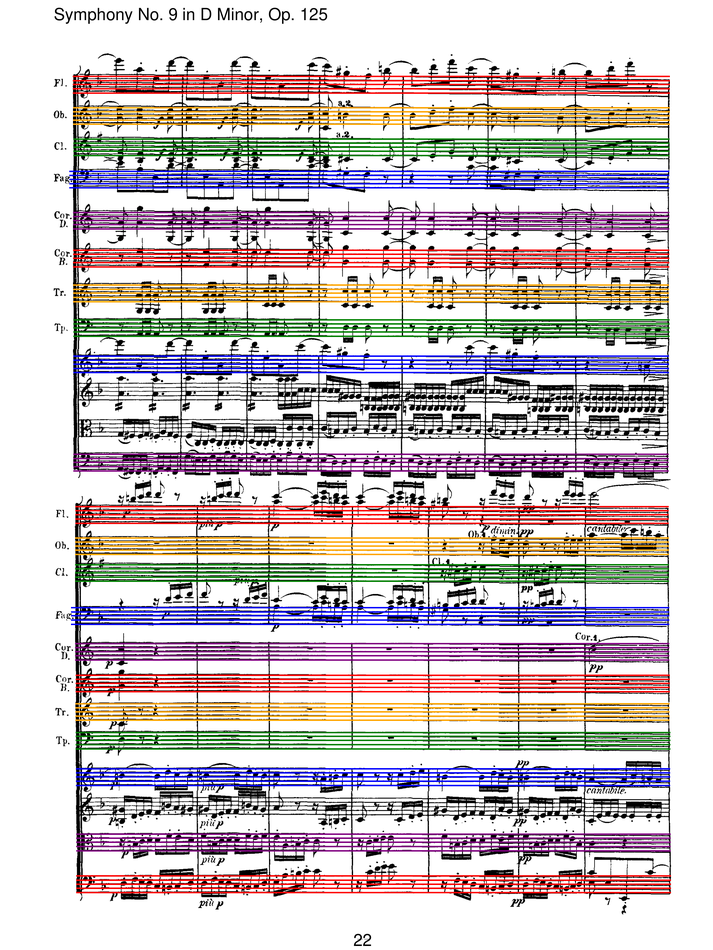 Symphony No. 9 in D Minor, Op. 125
Fl.
Ob.
a.2.
Cl.
a.2.
Fag.
Cor.
D.
Cor.
B.
Tr.
Tp.
Fl.
p
più p
p
p dimin. pp
cantabile
Ob.
Ob.1.
Cl.
Cl.1.
pp
Fag.
p
p
pp
Cor.
D.
p
Cor.1.
pp
Cor.
B.
p
Tr.
p
Tp.
p
pp
p
più p
cantabile.
p
più p
pp
p
più p
pp
p
più p
pp
22